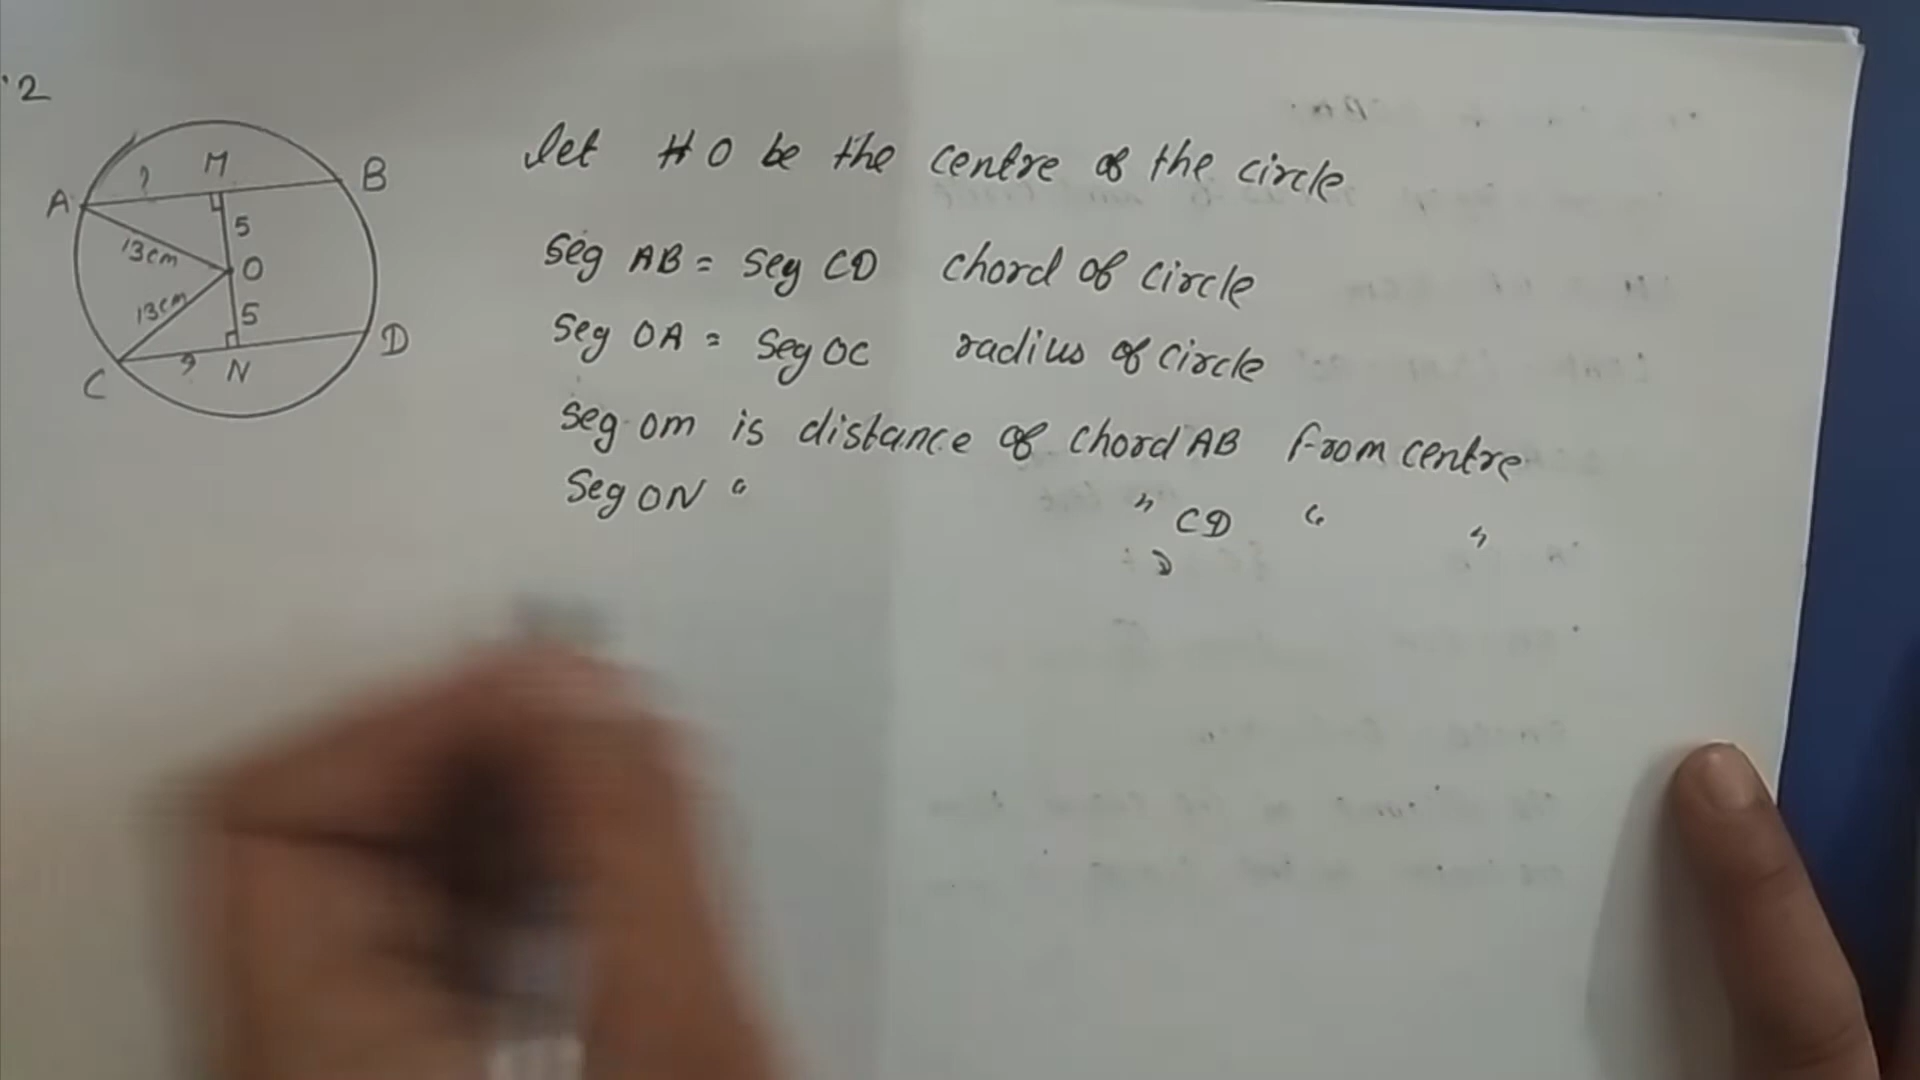 .2
M
A ? B
5
13cm O
13cm 5
? D
C N
let O be the centre of the circle
seg AB = seg CD chord of circle
seg OA = seg OC radius of circle
seg om is distance of chord AB from centre
seg ON " " CD " "